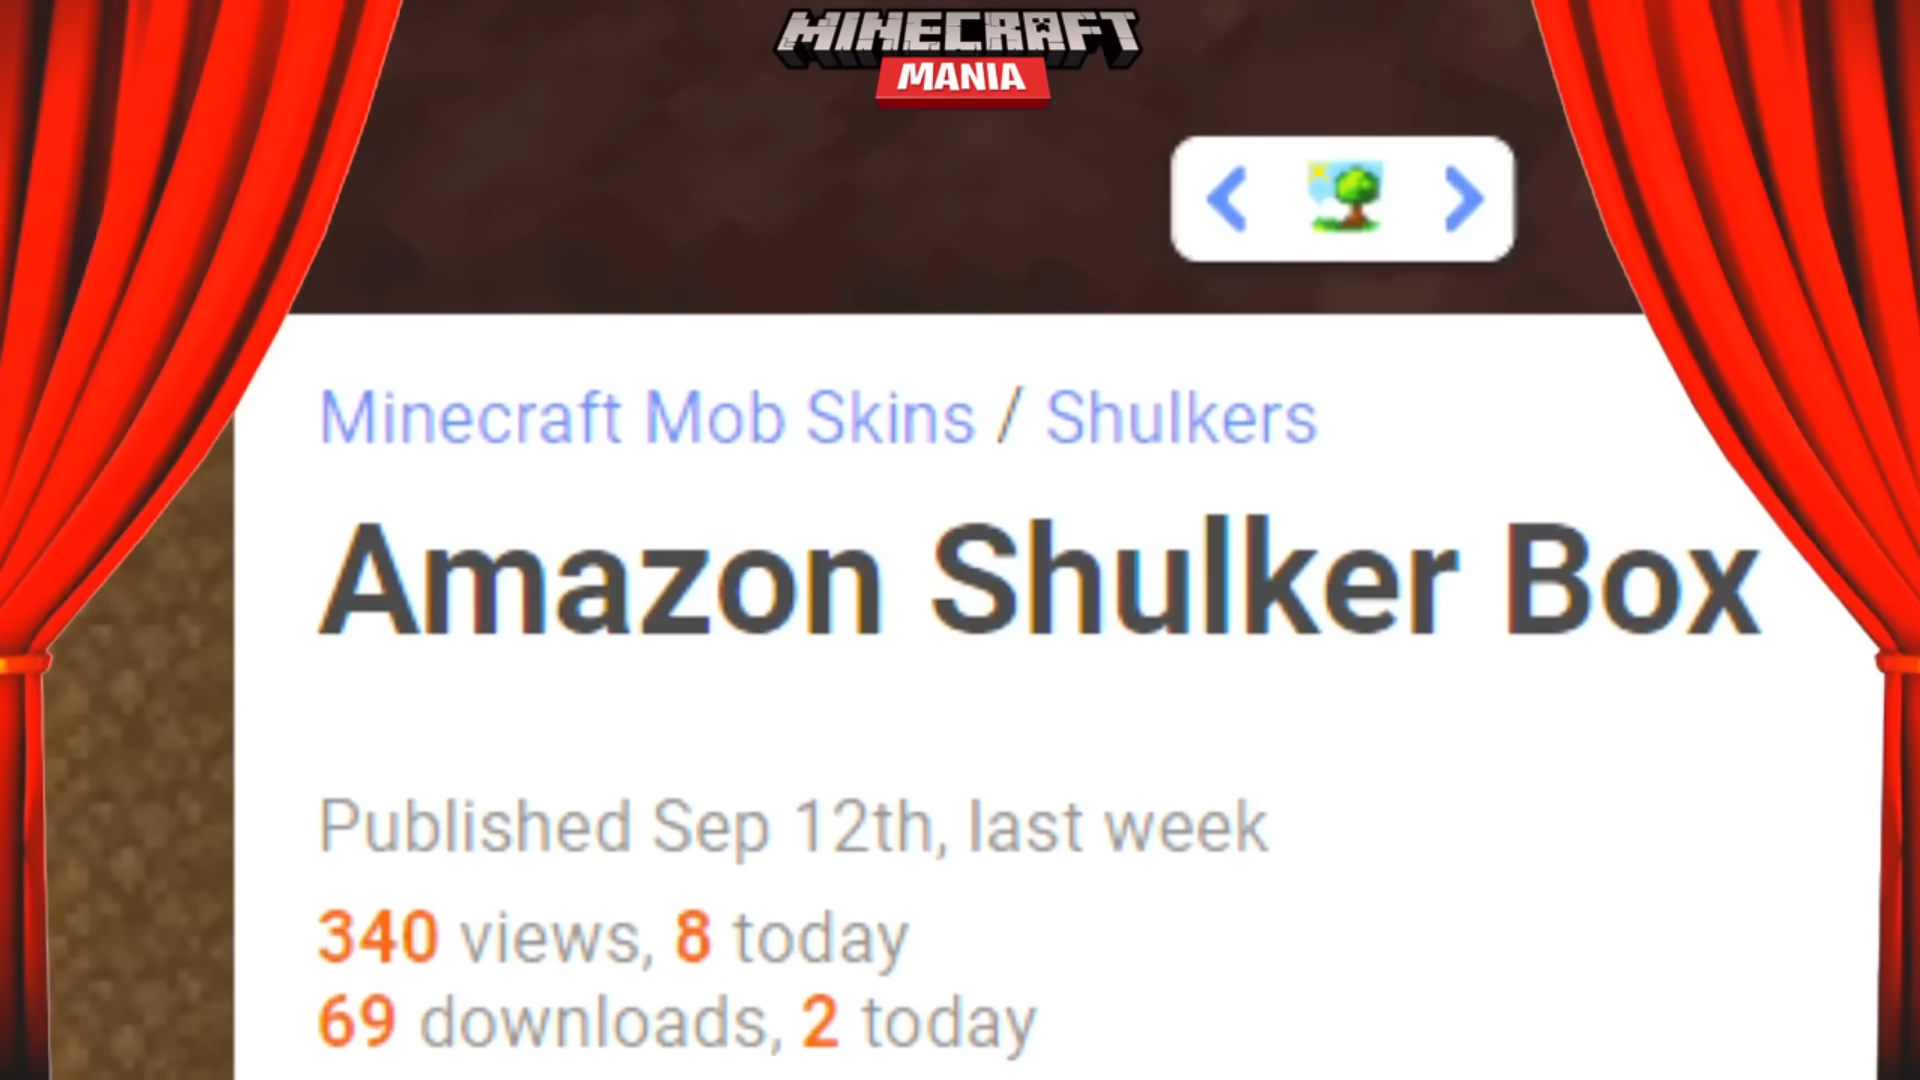 MINECRAFT
MANIA
Minecraft Mob Skins / Shulkers
Amazon Shulker Box
Published Sep 12th, last week
340 views, 8 today
69 downloads, 2 today